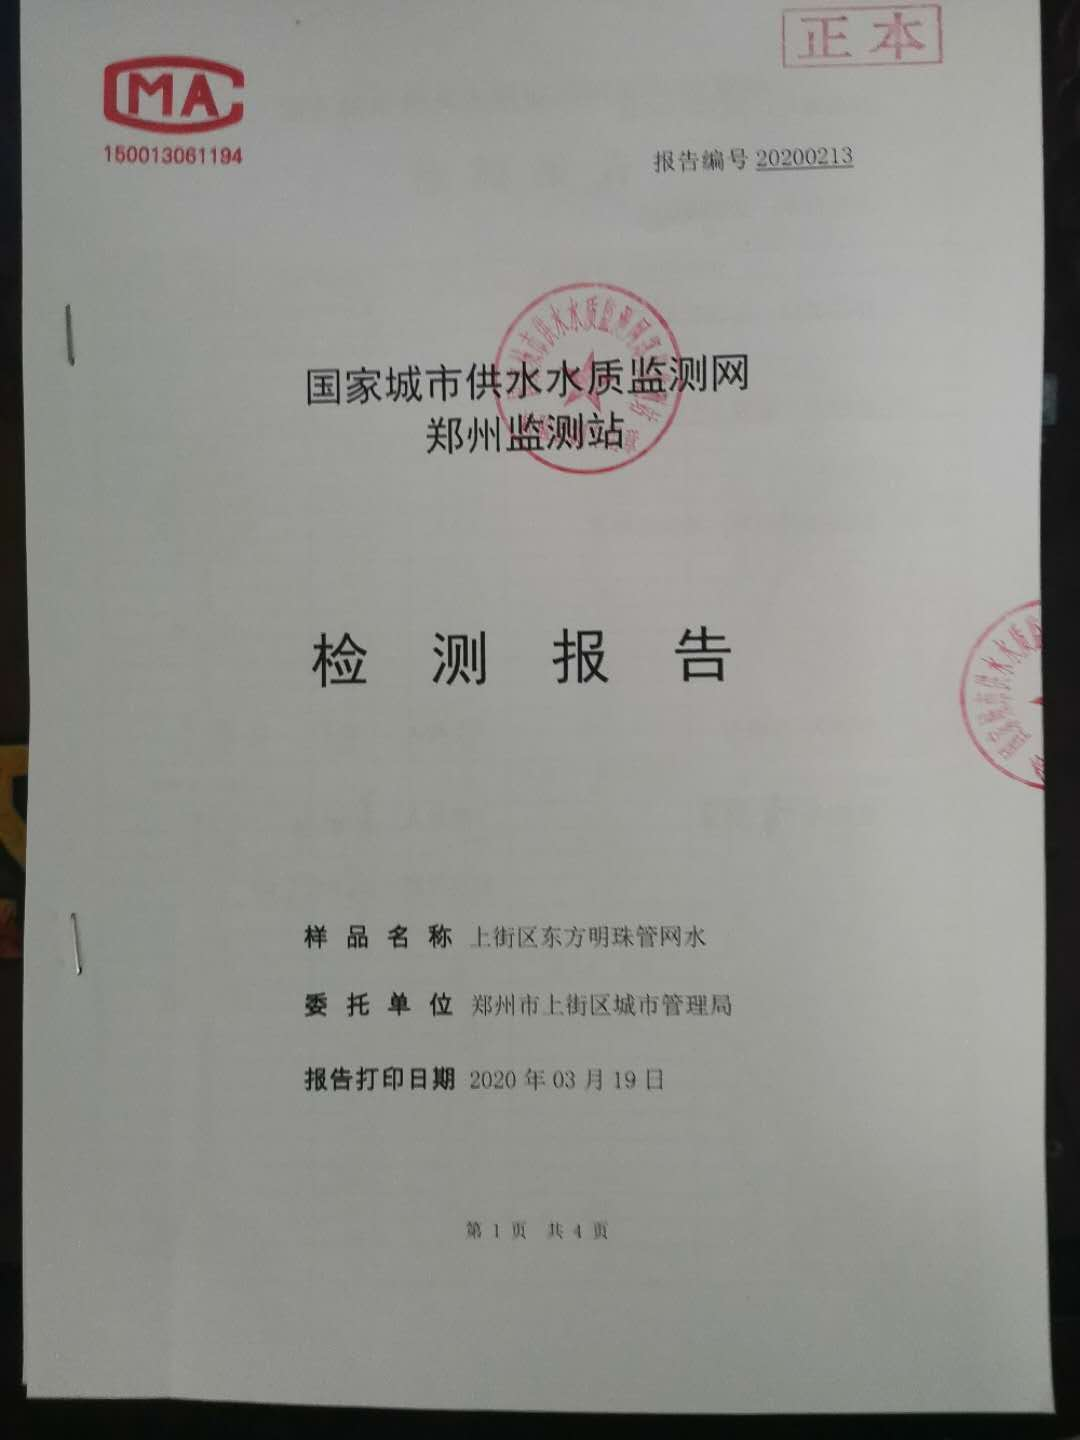 正本
CMA
150013061194
报告编号 20200213
国家城市供水水质监测网
郑州监测站
检测报告
样品名称 上街区东方明珠管网水
委托单位 郑州市上街区城市管理局
报告打印日期 2020 年 03 月 19 日
第 1 页 共 4 页